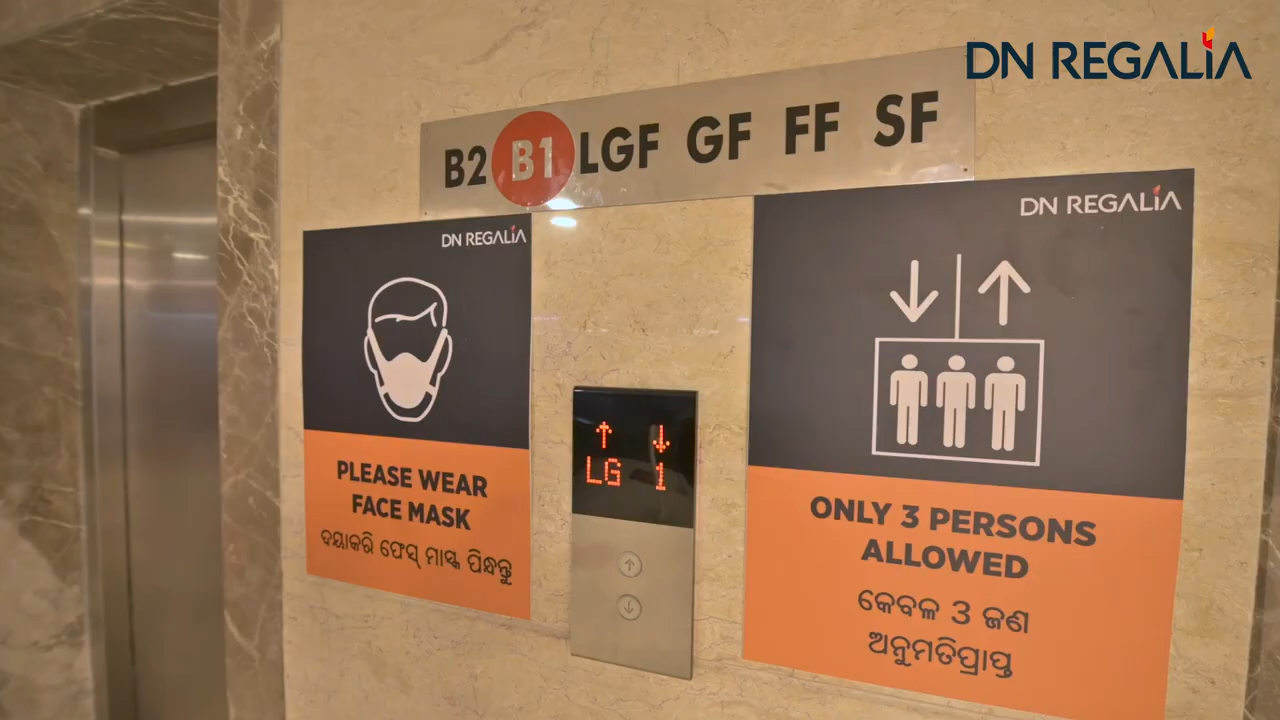 DN REGALIA
B2 B1 LGF GF FF SF
DN REGALIA
PLEASE WEAR
FACE MASK
ଦୟାକରି ଫେସ୍ ମାସ୍କ ପିନ୍ଧନ୍ତୁ
↑ ↓
LG 1
DN REGALIA
ONLY 3 PERSONS
ALLOWED
କେବଳ 3 ଜଣ
ଅନୁମତିପ୍ରାପ୍ତ